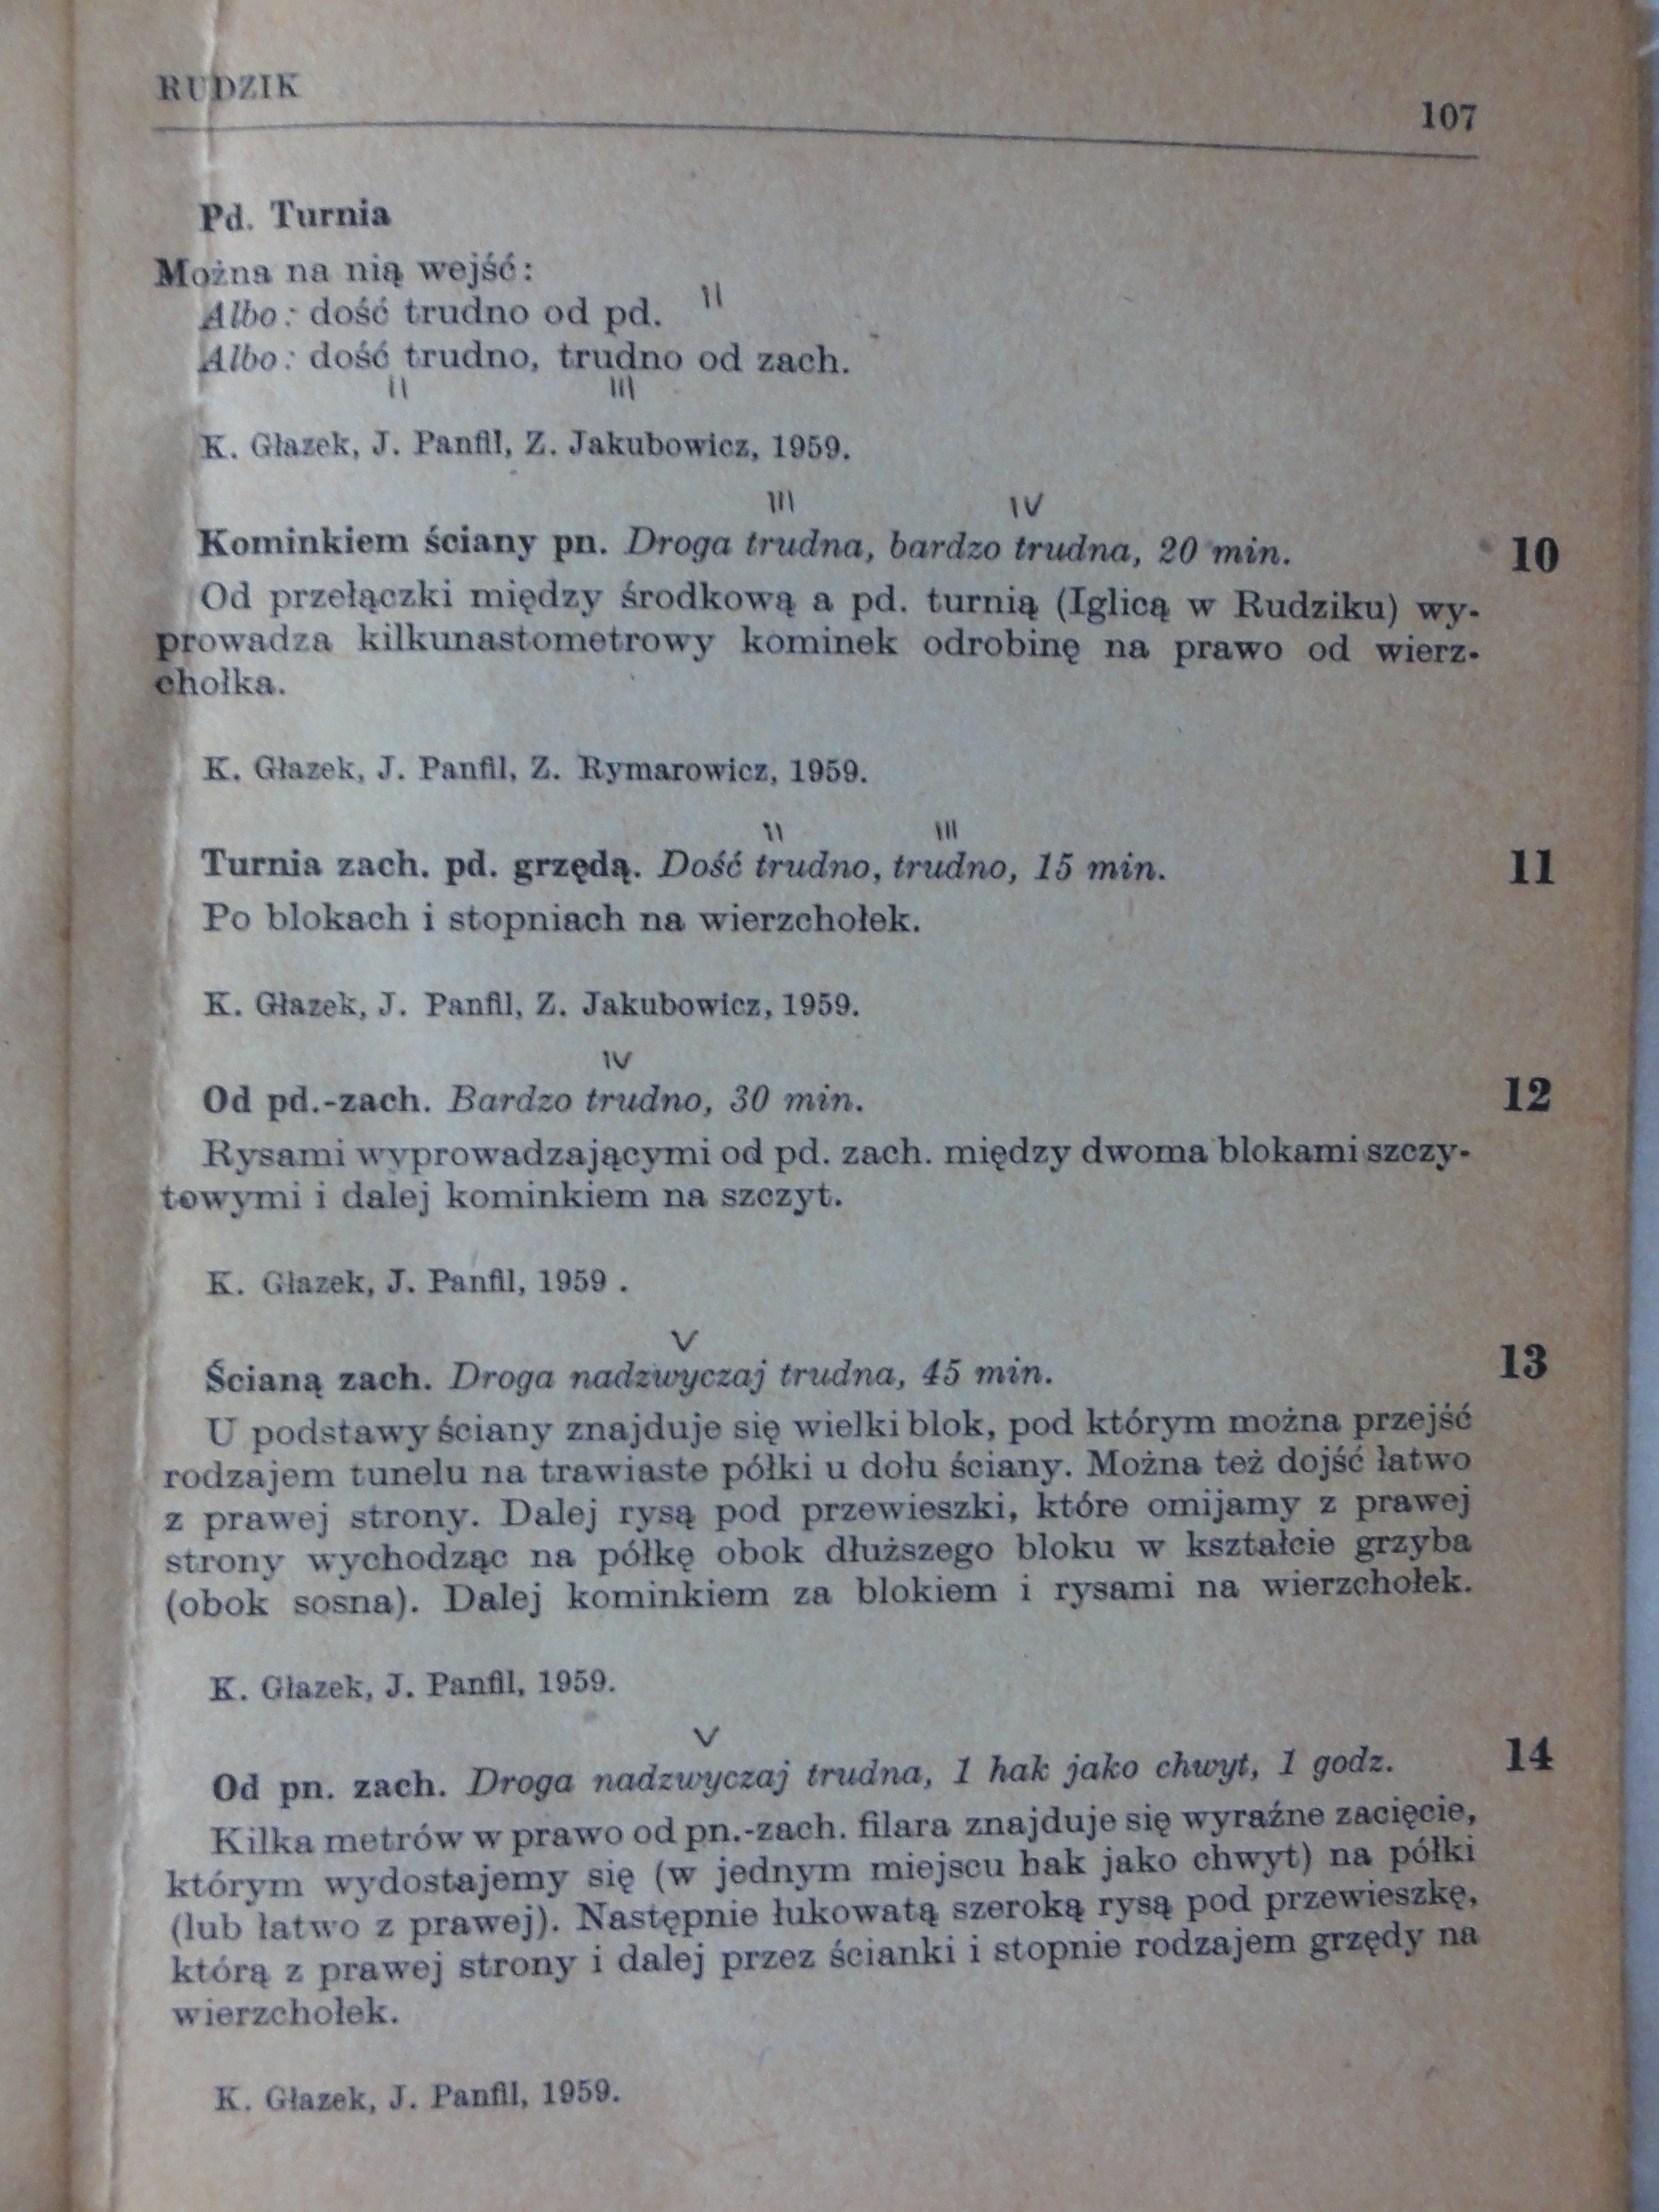 RUDZIK
107
Pd. Turnia
Można na nią wejść:
Albo: dość trudno od pd. II
Albo: dość trudno, trudno od zach.
II III
K. Głazek, J. Panfil, Z. Jakubowicz, 1959.
III IV
Kominkiem ściany pn. Droga trudna, bardzo trudna, 20 min. 10
Od przełączki między środkową a pd. turnią (Iglicą w Rudziku) wy-
prowadza kilkunastometrowy kominek odrobinę na prawo od wierz-
chołka.
K. Głazek, J. Panfil, Z. Rymarowicz, 1959.
II III
Turnia zach. pd. grzędą. Dość trudno, trudno, 15 min. 11
Po blokach i stopniach na wierzchołek.
K. Głazek, J. Panfil, Z. Jakubowicz, 1959.
IV
Od pd.-zach. Bardzo trudno, 30 min. 12
Rysami wyprowadzającymi od pd. zach. między dwoma blokami szczy-
towymi i dalej kominkiem na szczyt.
K. Głazek, J. Panfil, 1959 .
V
Ścianą zach. Droga nadzwyczaj trudna, 45 min. 13
U podstawy ściany znajduje się wielki blok, pod którym można przejść
rodzajem tunelu na trawiaste półki u dołu ściany. Można też dojść łatwo
z prawej strony. Dalej rysą pod przewieszki, które omijamy z prawej
strony wychodząc na półkę obok dłuższego bloku w kształcie grzyba
(obok sosna). Dalej kominkiem za blokiem i rysami na wierzchołek.
K. Głazek, J. Panfil, 1959.
V
Od pn. zach. Droga nadzwyczaj trudna, 1 hak jako chwyt, 1 godz. 14
Kilka metrów w prawo od pn.-zach. filara znajduje się wyraźne zacięcie,
którym wydostajemy się (w jednym miejscu hak jako chwyt) na półki
(lub łatwo z prawej). Następnie łukowatą szeroką rysą pod przewieszkę,
którą z prawej strony i dalej przez ścianki i stopnie rodzajem grzędy na
wierzchołek.
K. Głazek, J. Panfil, 1959.